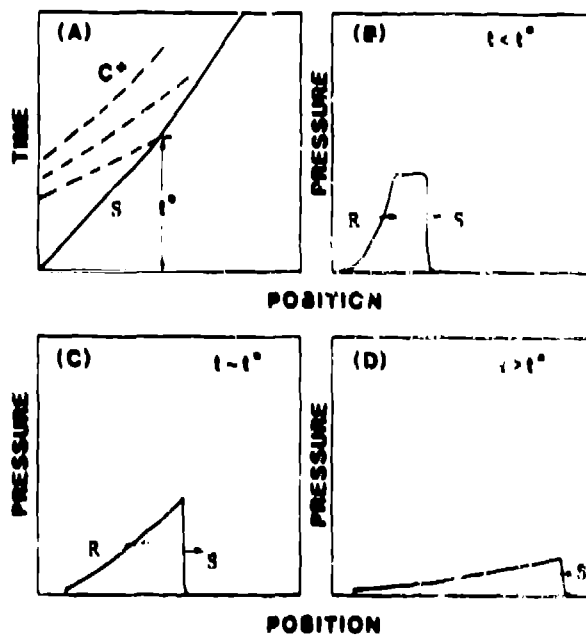 (A)
C+
TIME
S
t*
(B)
t < t*
PRESSURE
R
S
POSITION
(C)
t ~ t*
PRESSURE
R
S
(D)
> t*
PRESSURE
S
POSITION